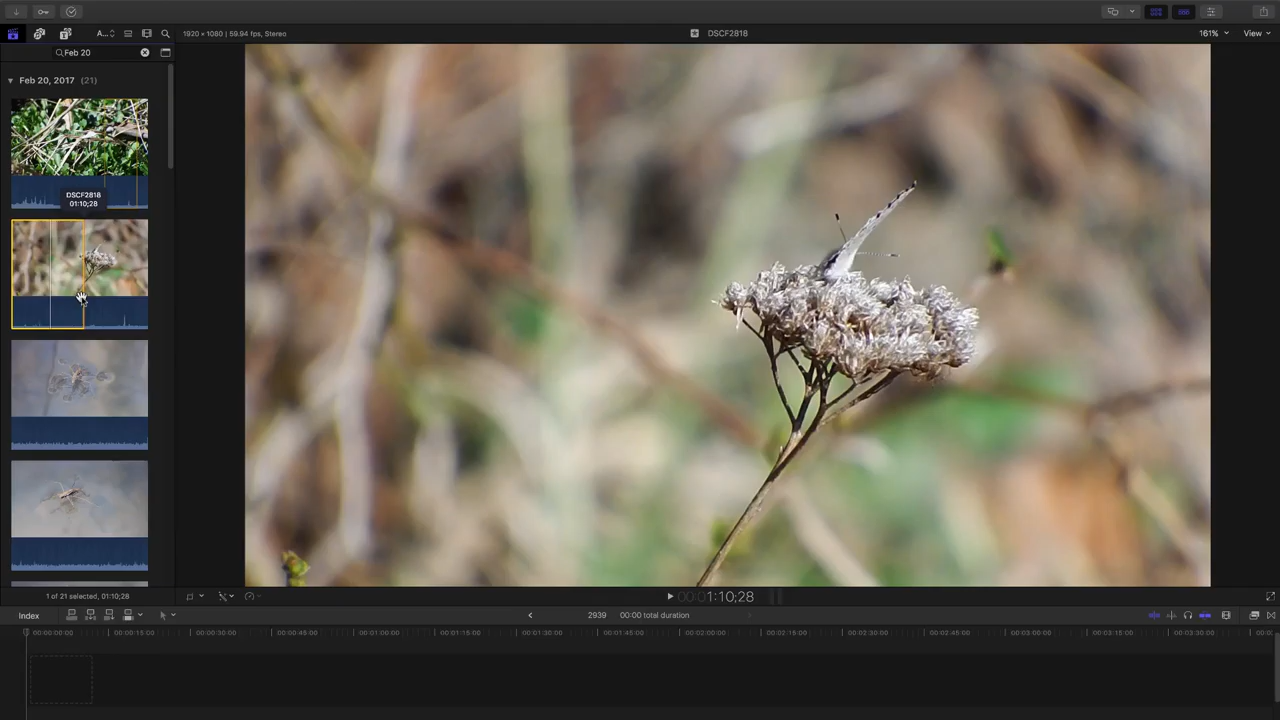 A...
1920 × 1080 | 59.94 fps, Stereo
DSCF2818
161%
View
Feb 20
Feb 20, 2017 (21)
DSCF2818
01:10;28
1 of 21 selected, 01:10;28
00:00:01:10;28
Index
2939
00:00 total duration
00:00:00:00
00:00:15:00
00:00:30:00
00:00:45:00
00:01:00:00
00:01:15:00
00:01:30:00
00:01:45:00
00:02:00:00
00:02:15:00
00:02:30:00
00:02:45:00
00:03:00:00
00:03:15:00
00:03:30:00